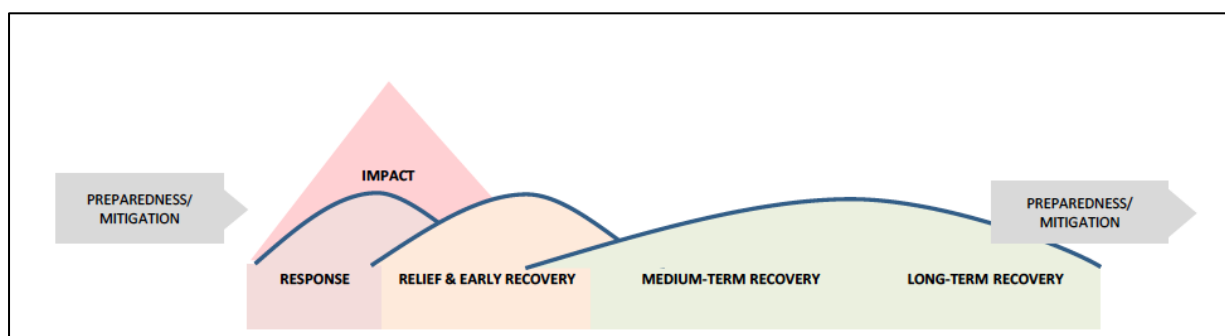 IMPACT
PREPAREDNESS/
MITIGATION
PREPAREDNESS/
MITIGATION
RESPONSE
RELIEF & EARLY RECOVERY
MEDIUM-TERM RECOVERY
LONG-TERM RECOVERY